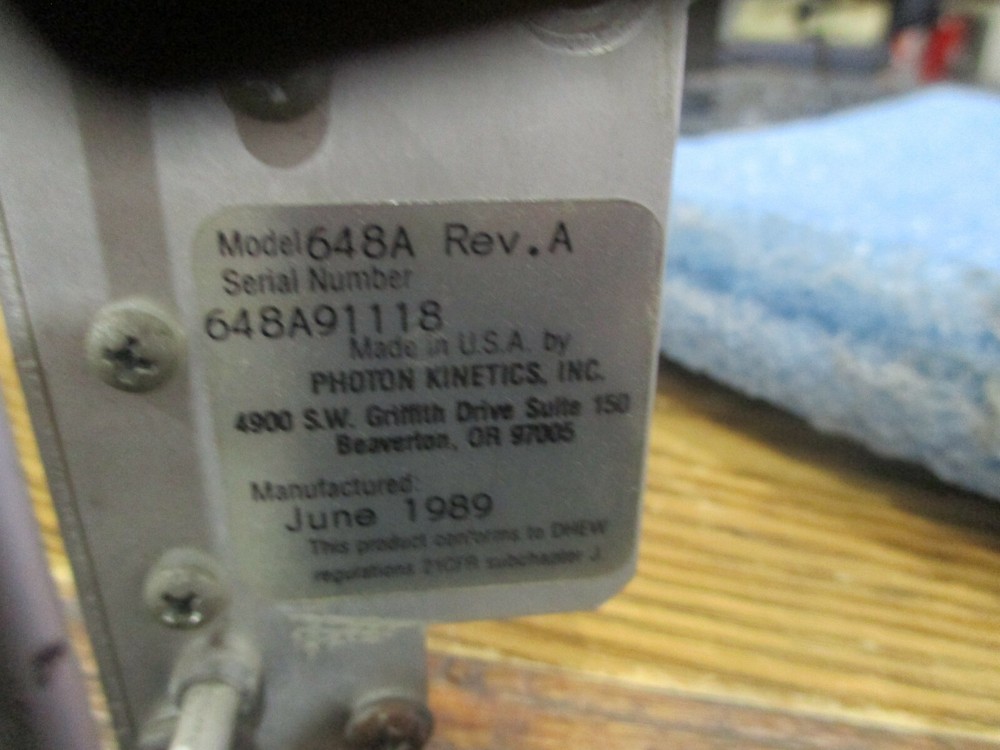 Model 648A Rev.A
Serial Number
648A91118
Made in U.S.A. by
PHOTON KINETICS, INC.
4900 S.W. Griffith Drive Suite 150
Beaverton, OR 97005
Manufactured:
June 1989
This product conforms to DHEW
regulations 21CFR subchapter J.